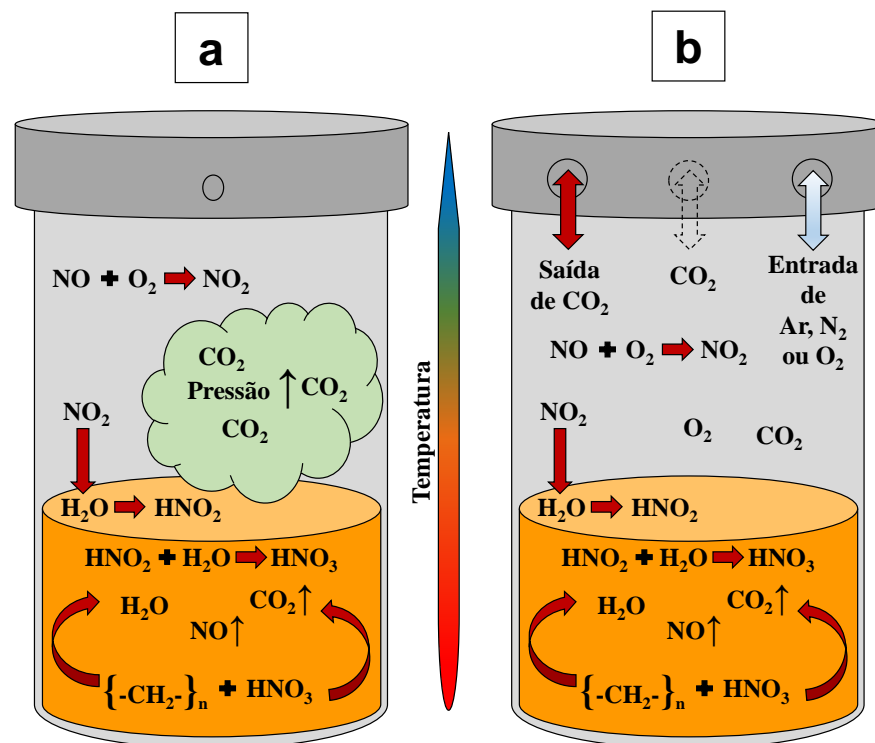 a
NO + O₂ → NO₂
CO₂
Pressão ↑ CO₂
CO₂
NO₂
H₂O → HNO₂
HNO₂ + H₂O → HNO₃
H₂O
CO₂↑
NO↑
{-CH₂-}ₙ + HNO₃
Temperatura
b
Saída
de CO₂
CO₂
Entrada
de
Ar, N₂
ou O₂
NO + O₂ → NO₂
NO₂
O₂
CO₂
H₂O → HNO₂
HNO₂ + H₂O → HNO₃
H₂O
CO₂↑
NO↑
{-CH₂-}ₙ + HNO₃